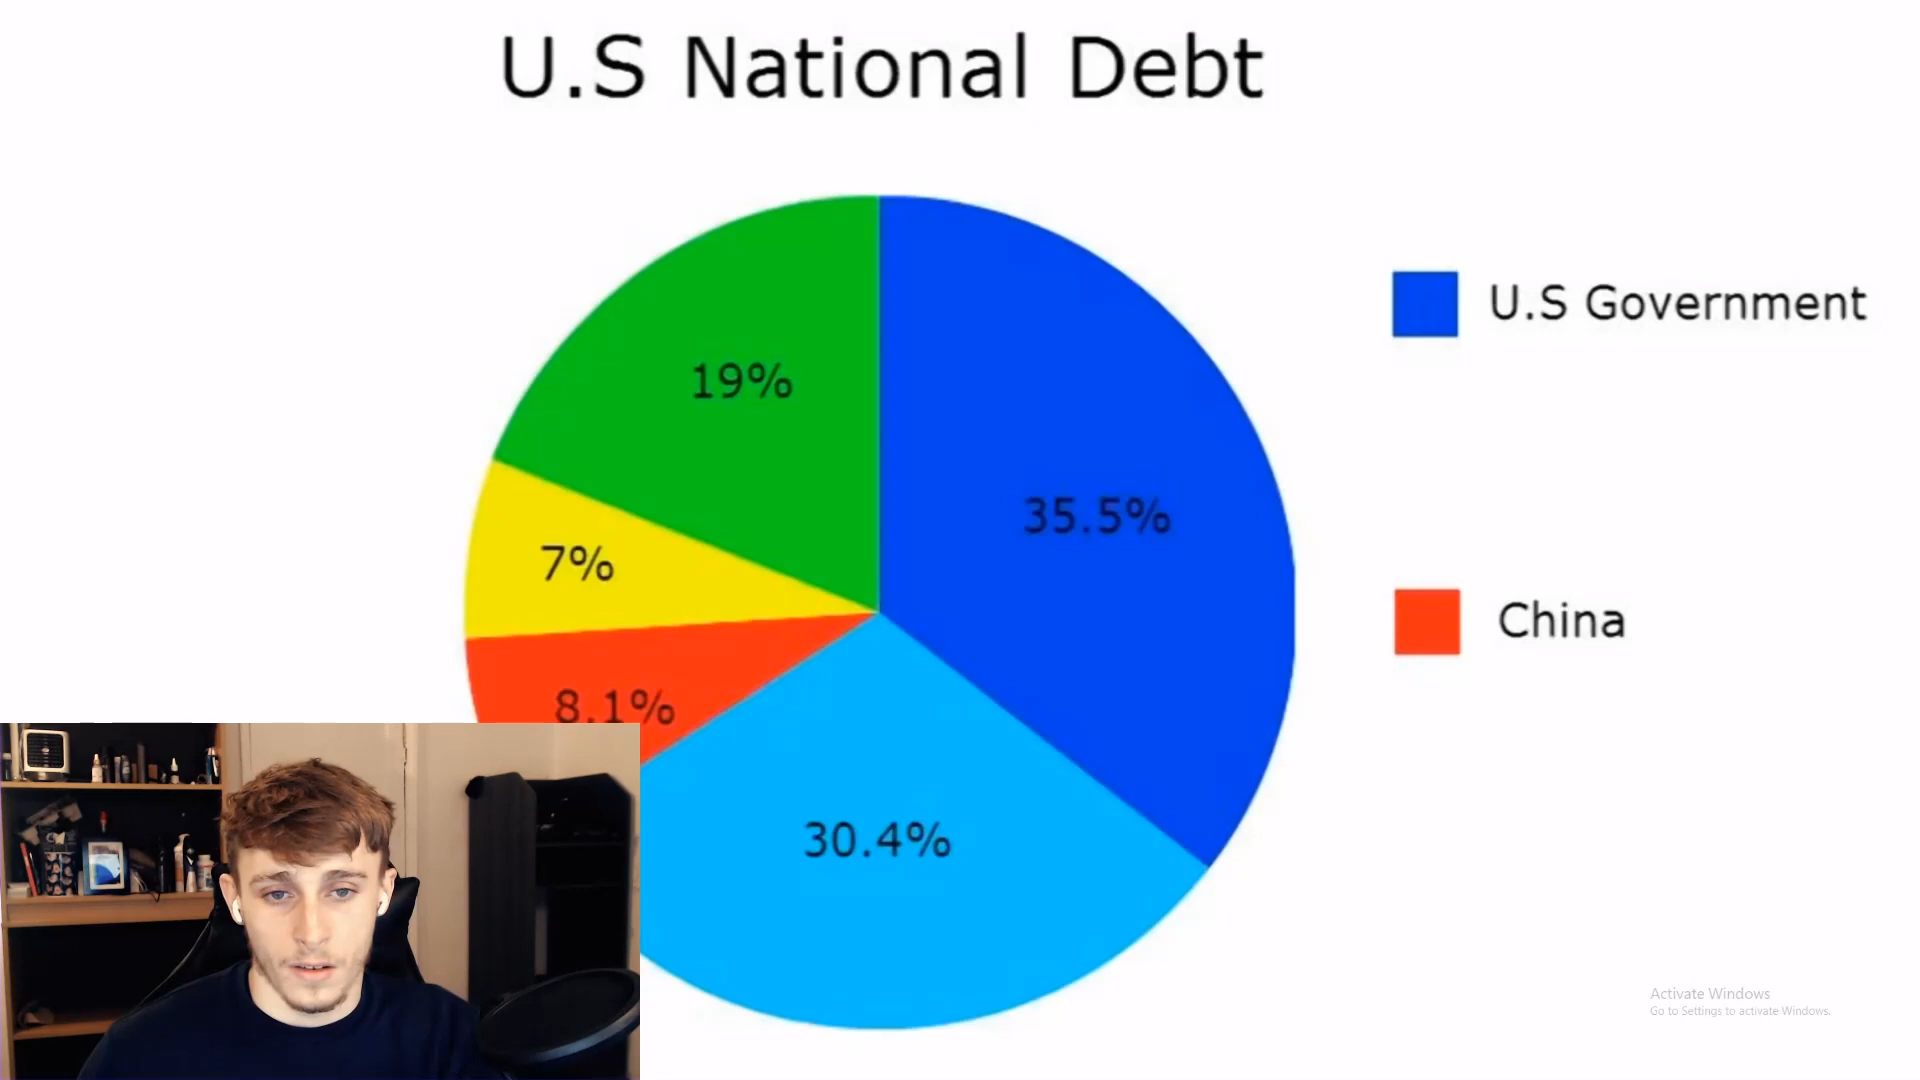 U.S National Debt
19%
35.5%
7%
8.1%
30.4%
U.S Government
China
Activate Windows
Go to Settings to activate Windows.